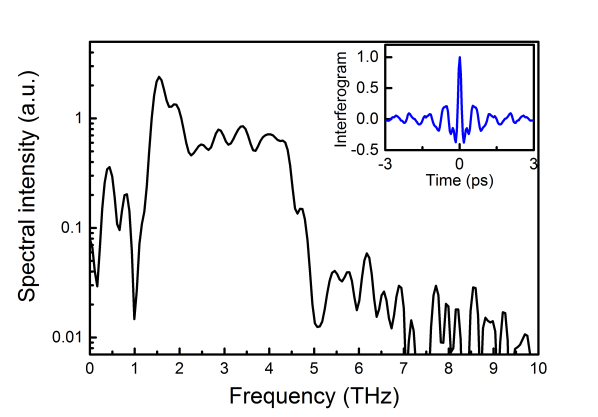 Spectral intensity (a.u.)
1
0.1
0.01
0 1 2 3 4 5 6 7 8 9 10
Frequency (THz)
Interferogram
1.0
0.5
0.0
-0.5
-3 0 3
Time (ps)